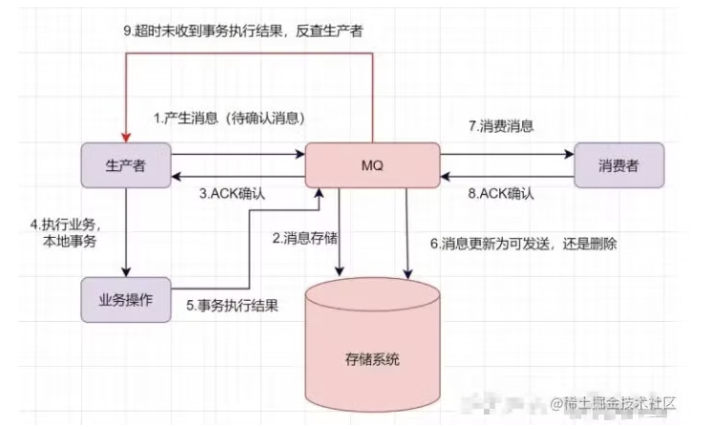 9.超时未收到事务执行结果，反查生产者
1.产生消息（待确认消息）
7.消费消息
生产者
MQ
消费者
3.ACK确认
8.ACK确认
4.执行业务，
本地事务
2.消息存储
6.消息更新为可发送，还是删除
业务操作
5.事务执行结果
存储系统
@稀土掘金技术社区